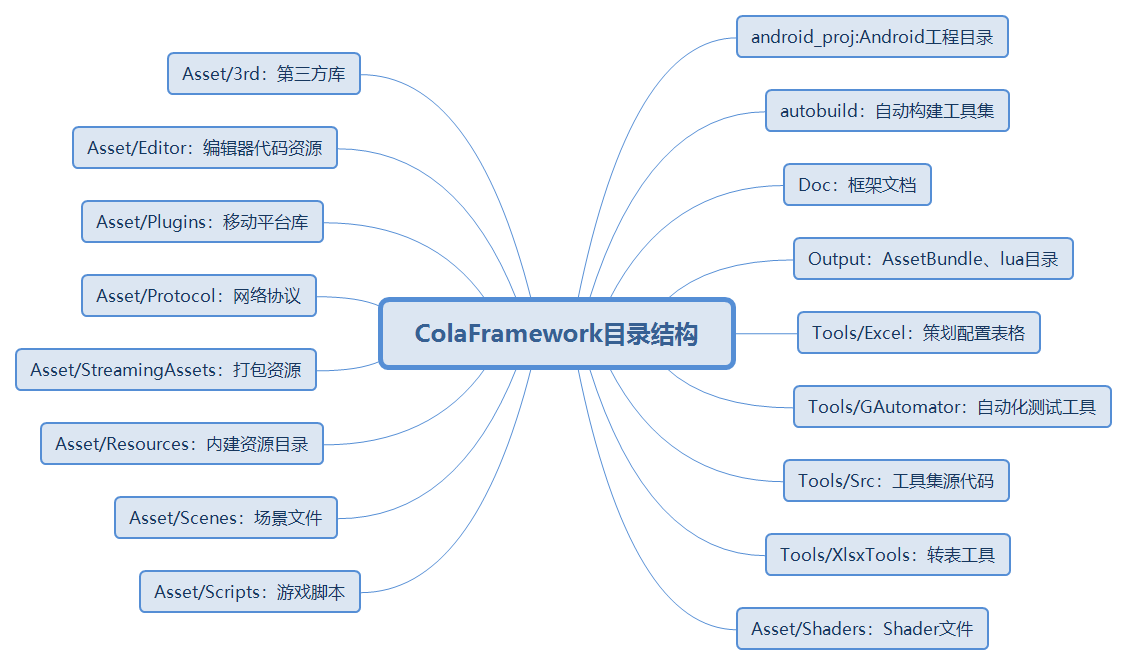 ColaFramework目录结构
android_proj:Android工程目录
autobuild：自动构建工具集
Doc：框架文档
Output：AssetBundle、lua目录
Tools/Excel：策划配置表格
Tools/GAutomator：自动化测试工具
Tools/Src：工具集源代码
Tools/XlsxTools：转表工具
Asset/Shaders：Shader文件
Asset/3rd：第三方库
Asset/Editor：编辑器代码资源
Asset/Plugins：移动平台库
Asset/Protocol：网络协议
Asset/StreamingAssets：打包资源
Asset/Resources：内建资源目录
Asset/Scenes：场景文件
Asset/Scripts：游戏脚本